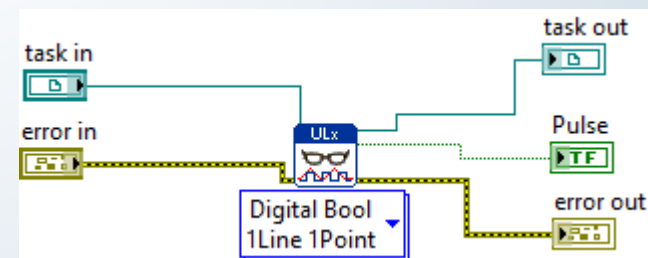 task in
task out
ULx
error in
Pulse
TF
Digital Bool
1Line 1Point
error out